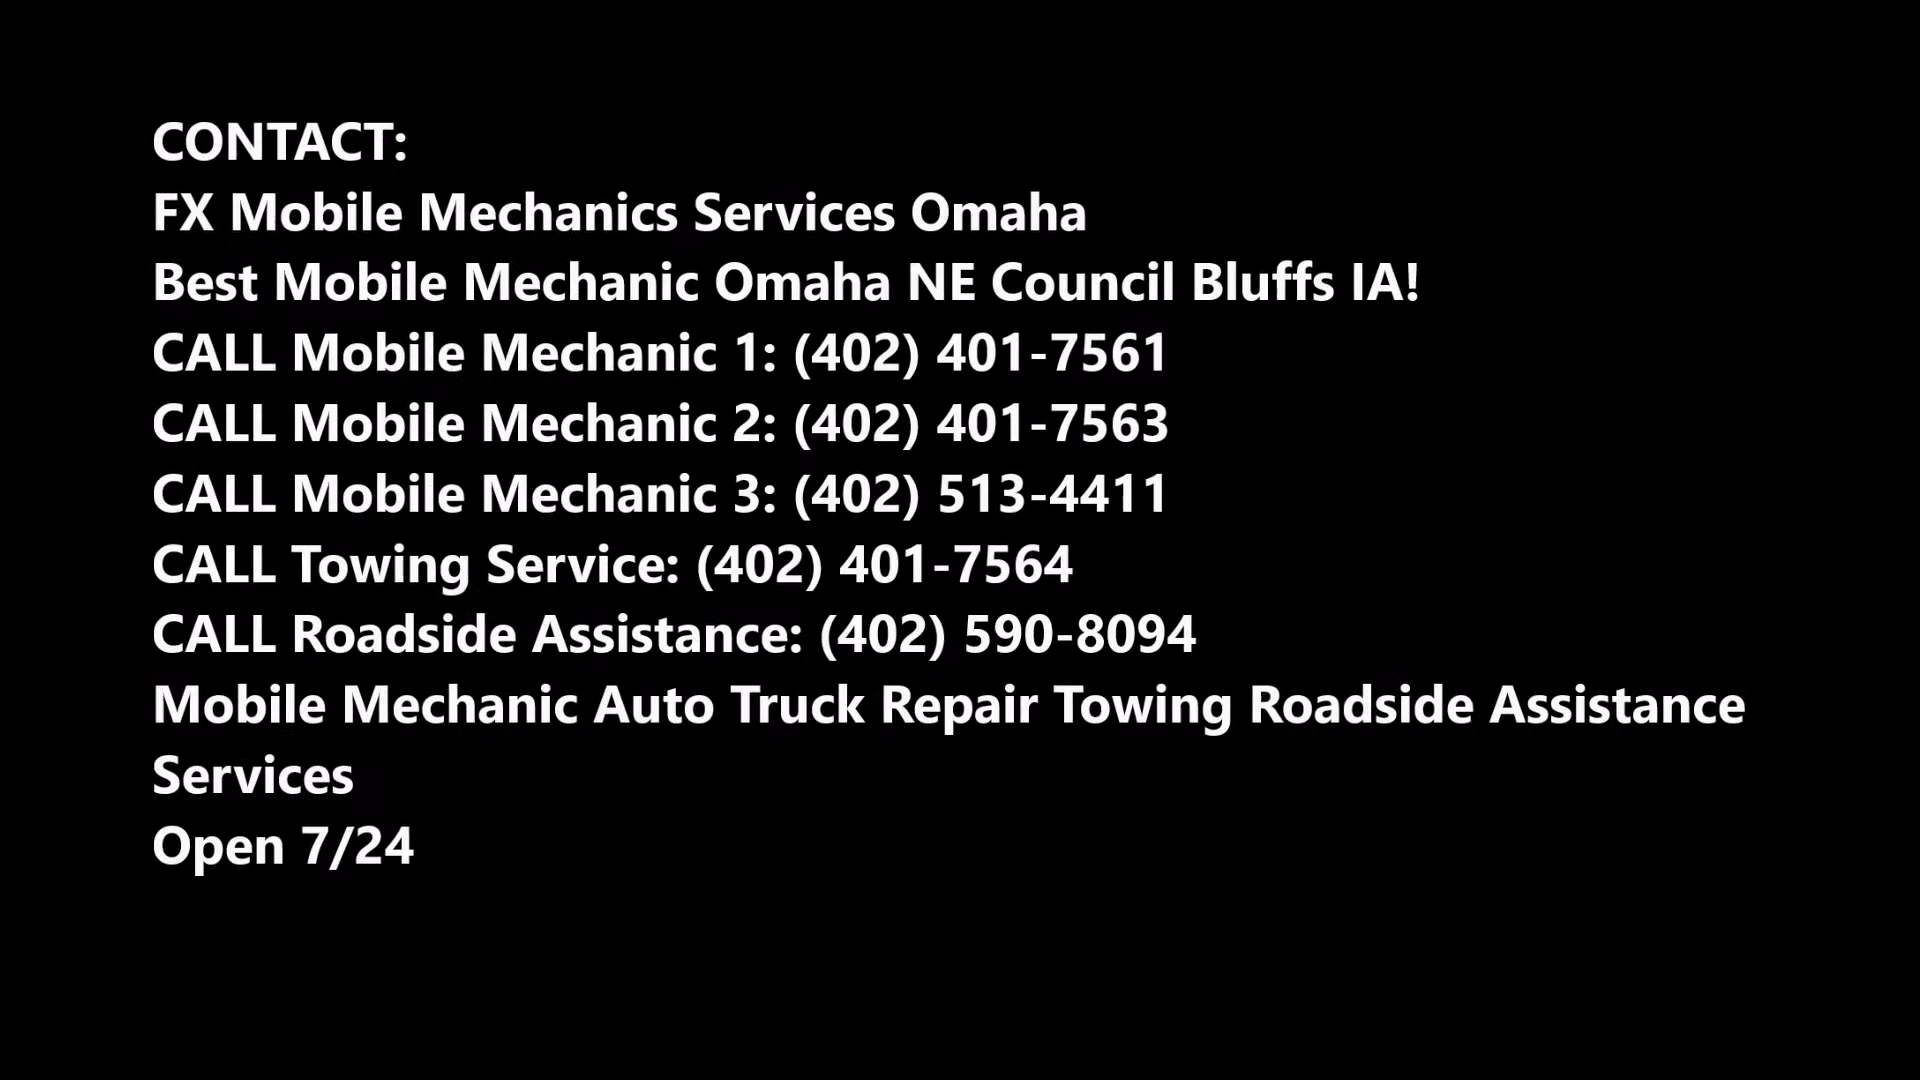 CONTACT:
FX Mobile Mechanics Services Omaha
Best Mobile Mechanic Omaha NE Council Bluffs IA!
CALL Mobile Mechanic 1: (402) 401-7561
CALL Mobile Mechanic 2: (402) 401-7563
CALL Mobile Mechanic 3: (402) 513-4411
CALL Towing Service: (402) 401-7564
CALL Roadside Assistance: (402) 590-8094
Mobile Mechanic Auto Truck Repair Towing Roadside Assistance
Services
Open 7/24